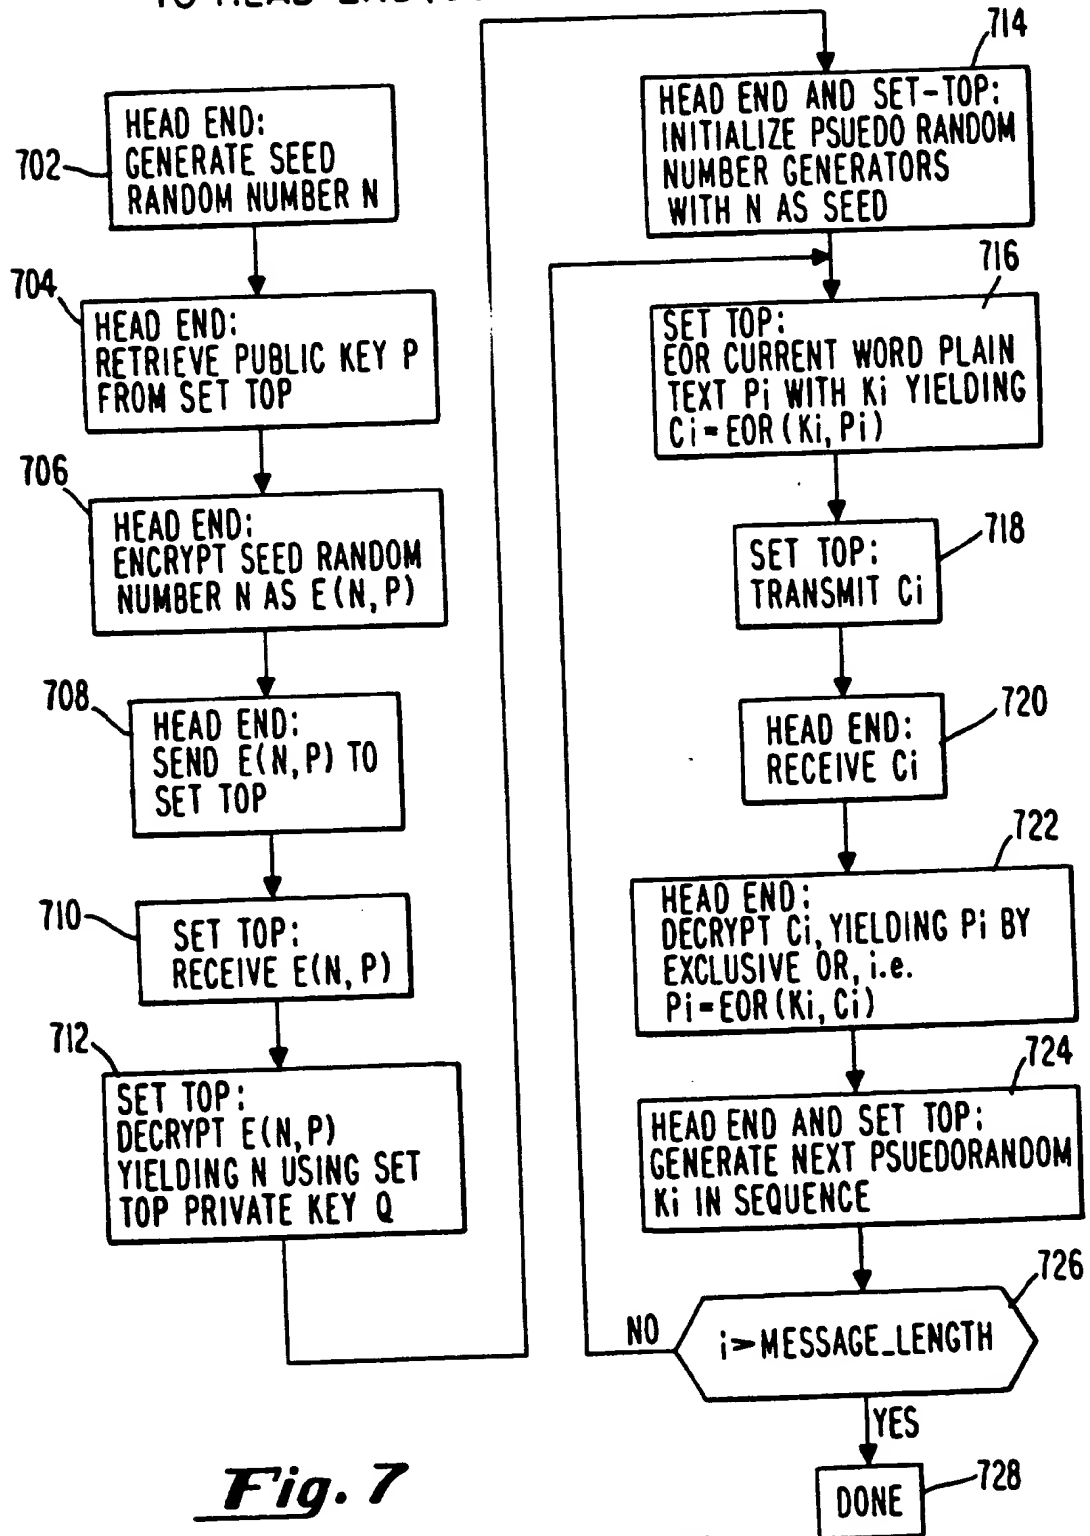 TO HEAD END
702
HEAD END:
GENERATE SEED
RANDOM NUMBER N
704
HEAD END:
RETRIEVE PUBLIC KEY P
FROM SET TOP
706
HEAD END:
ENCRYPT SEED RANDOM
NUMBER N AS E(N,P)
708
HEAD END:
SEND E(N,P) TO
SET TOP
710
SET TOP:
RECEIVE E(N,P)
712
SET TOP:
DECRYPT E(N,P)
YIELDING N USING SET
TOP PRIVATE KEY Q
714
HEAD END AND SET-TOP:
INITIALIZE PSUEDO RANDOM
NUMBER GENERATORS
WITH N AS SEED
716
SET TOP:
EOR CURRENT WORD PLAIN
TEXT Pi WITH Ki YIELDING
Ci=EOR(Ki,Pi)
718
SET TOP:
TRANSMIT Ci
720
HEAD END:
RECEIVE Ci
722
HEAD END:
DECRYPT Ci, YIELDING Pi BY
EXCLUSIVE OR, i.e.
Pi=EOR(Ki,Ci)
724
HEAD END AND SET TOP:
GENERATE NEXT PSUEDORANDOM
Ki IN SEQUENCE
726
i>MESSAGE_LENGTH
NO
YES
728
DONE
Fig. 7